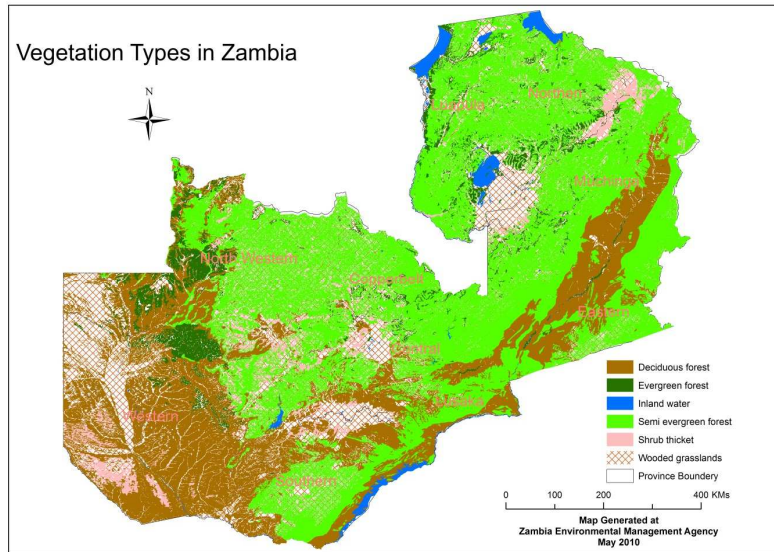 Vegetation Types in Zambia
N
Northern
Luapula
Muchinga
North Western
Copperbelt
Eastern
Central
Lusaka
Western
Southern
Deciduous forest
Evergreen forest
Inland water
Semi evergreen forest
Shrub thicket
Wooded grasslands
Province Boundery
0 100 200 400 KMs
Map Generated at
Zambia Environmental Management Agency
May 2010